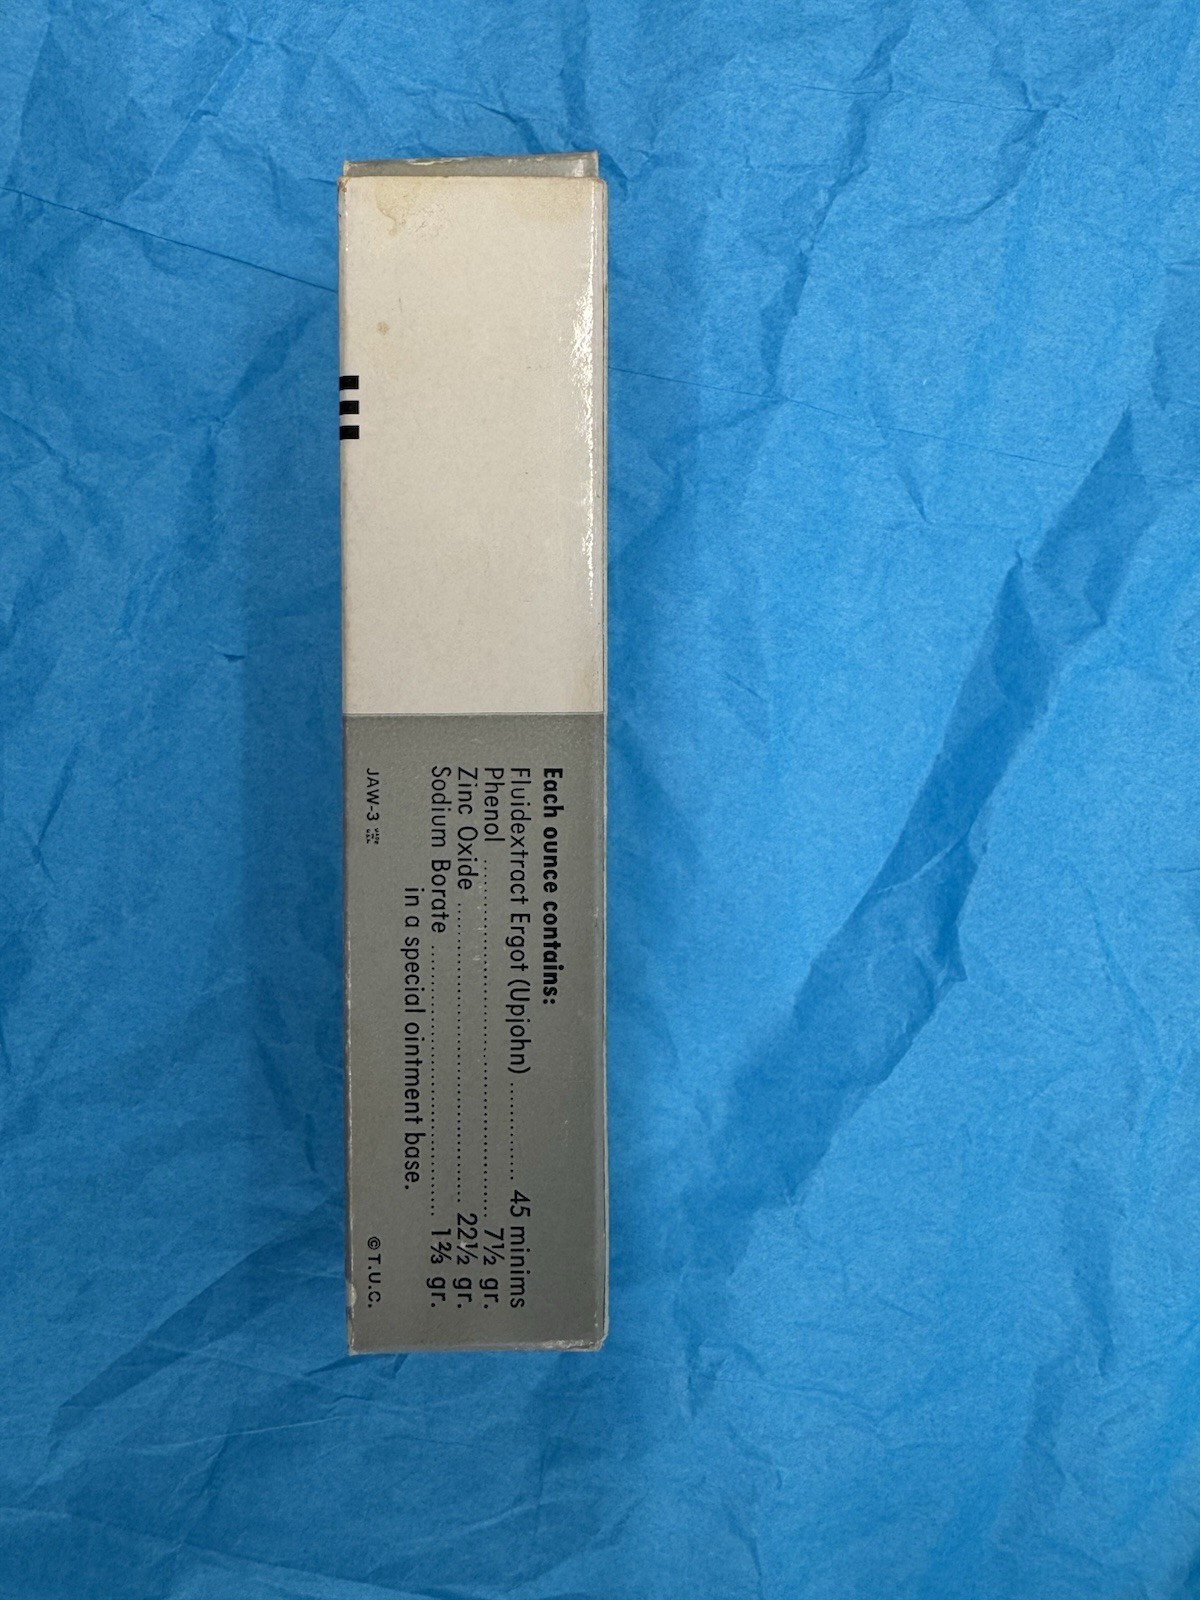 Each ounce contains:
Fluidextract Ergot (Upjohn) ............ 45 minims
Phenol ........................................ 7½ gr.
Zinc Oxide .................................. 22½ gr.
Sodium Borate .............................. 1⅔ gr.
in a special ointment base.
JAW-3
© T.U.C.